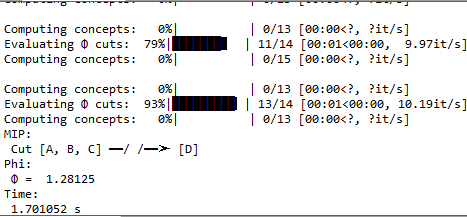 Computing concepts:   0%|          | 0/13 [00:00<?, ?it/s]
Evaluating Φ cuts:  79%|███████▊  | 11/14 [00:01<00:00,  9.97it/s]
Computing concepts:   0%|          | 0/15 [00:00<?, ?it/s]
Computing concepts:   0%|          | 0/13 [00:00<?, ?it/s]
Evaluating Φ cuts:  93%|█████████▎| 13/14 [00:01<00:00, 10.19it/s]
Computing concepts:   0%|          | 0/13 [00:00<?, ?it/s]
MIP:
Cut [A, B, C] ━━/ /━━➤ [D]
Phi:
Φ =  1.28125
Time:
1.701052 s